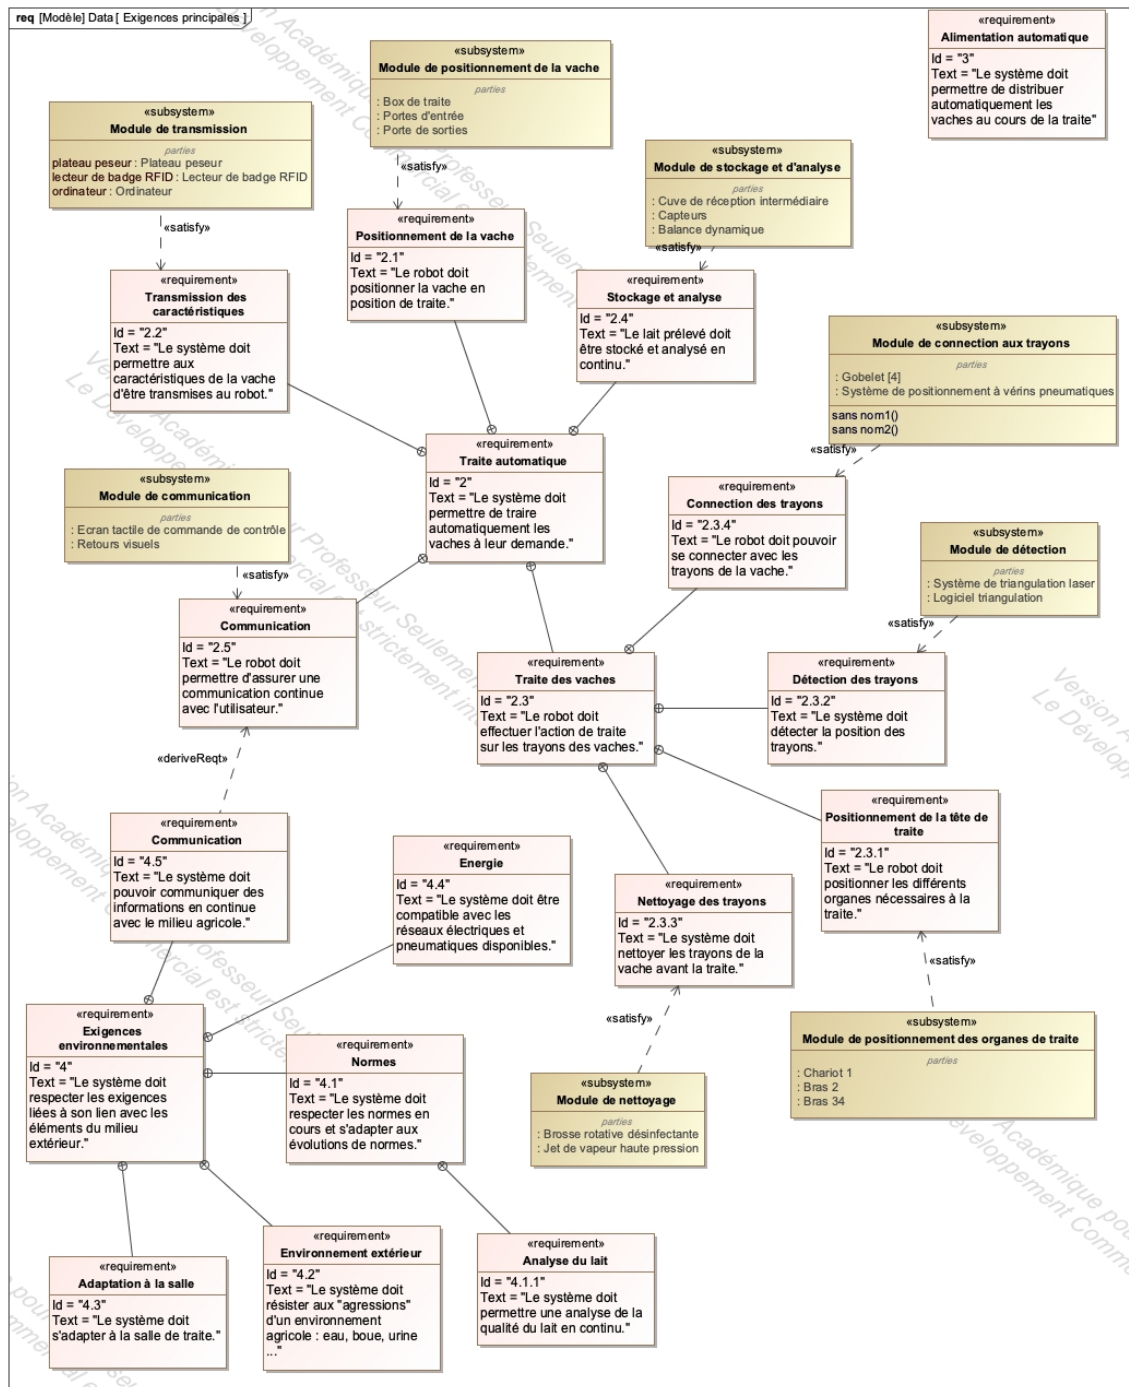 req [Modèle] Data [ Exigences principales ]
«requirement»
Alimentation automatique
Id = "3"
Text = "Le système doit
permettre de distribuer
automatiquement les
vaches au cours de la traite"
«subsystem»
Module de positionnement de la vache
parties
: Box de traite
: Portes d'entrée
: Porte de sorties
«satisfy»
«subsystem»
Module de transmission
parties
plateau peseur : Plateau peseur
lecteur de badge RFID : Lecteur de badge RFID
ordinateur : Ordinateur
«satisfy»
«subsystem»
Module de stockage et d'analyse
parties
: Cuve de réception intermédiaire
: Capteurs
: Balance dynamique
«satisfy»
«requirement»
Positionnement de la vache
Id = "2.1"
Text = "Le robot doit
positionner la vache en
position de traite."
«requirement»
Transmission des
caractéristiques
Id = "2.2"
Text = "Le système doit
permettre aux
caractéristiques de la vache
d'être transmises au robot."
«requirement»
Stockage et analyse
Id = "2.4"
Text = "Le lait prélevé doit
être stocké et analysé en
continu."
«subsystem»
Module de connection aux trayons
parties
: Gobelet [4]
: Système de positionnement à vérins pneumatiques
sans nom1()
sans nom2()
«satisfy»
«requirement»
Traite automatique
Id = "2"
Text = "Le système doit
permettre de traire
automatiquement les
vaches à leur demande."
«subsystem»
Module de communication
parties
: Ecran tactile de commande de contrôle
: Retours visuels
«satisfy»
«requirement»
Connection des trayons
Id = "2.3.4"
Text = "Le robot doit pouvoir
se connecter avec les
trayons de la vache."
«subsystem»
Module de détection
parties
: Système de triangulation laser
: Logiciel triangulation
«satisfy»
«requirement»
Communication
Id = "2.5"
Text = "Le robot doit
permettre d'assurer une
communication continue
avec l'utilisateur."
«deriveReqt»
«requirement»
Traite des vaches
Id = "2.3"
Text = "Le robot doit
effectuer l'action de traite
sur les trayons des vaches."
«requirement»
Détection des trayons
Id = "2.3.2"
Text = "Le système doit
détecter la position des
trayons."
«requirement»
Positionnement de la tête de
traite
Id = "2.3.1"
Text = "Le robot doit
positionner les différents
organes nécessaires à la
traite."
«satisfy»
«requirement»
Communication
Id = "4.5"
Text = "Le système doit
pouvoir communiquer des
informations en continue
avec le milieu agricole."
«requirement»
Energie
Id = "4.4"
Text = "Le système doit être
compatible avec les
réseaux électriques et
pneumatiques disponibles."
«requirement»
Nettoyage des trayons
Id = "2.3.3"
Text = "Le système doit
nettoyer les trayons de la
vache avant la traite."
«satisfy»
«requirement»
Exigences
environnementales
Id = "4"
Text = "Le système doit
respecter les exigences
liées à son lien avec les
éléments du milieu
extérieur."
«requirement»
Normes
Id = "4.1"
Text = "Le système doit
respecter les normes en
cours et s'adapter aux
évolutions de normes."
«subsystem»
Module de positionnement des organes de traite
parties
: Chariot 1
: Bras 2
: Bras 34
«subsystem»
Module de nettoyage
parties
: Brosse rotative désinfectante
: Jet de vapeur haute pression
«requirement»
Adaptation à la salle
Id = "4.3"
Text = "Le système doit
s'adapter à la salle de traite."
«requirement»
Environnement extérieur
Id = "4.2"
Text = "Le système doit
résister aux "agressions"
d'un environnement
agricole : eau, boue, urine
..."
«requirement»
Analyse du lait
Id = "4.1.1"
Text = "Le système doit
permettre une analyse de la
qualité du lait en continu."